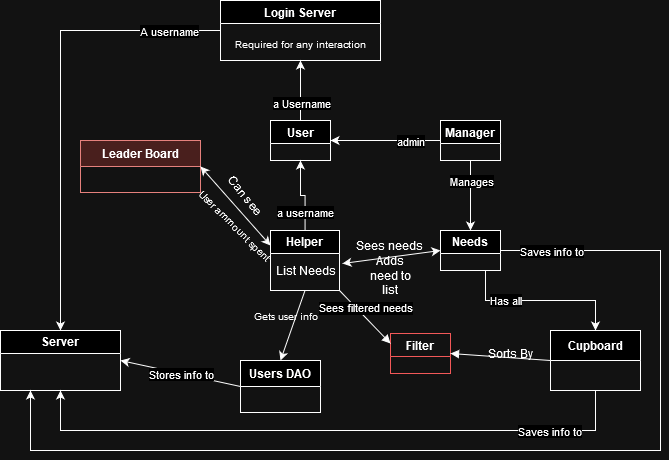 Login Server
A username
Required for any interaction
a Username
User
admin
Manager
Leader Board
Can see
User ammount spent
Manages
a username
Helper
List Needs
Sees needs
Adds
need to
list
Needs
Saves info to
Has all
Gets user info
Sees filtered needs
Server
Filter
Sorts By
Cupboard
Users DAO
Stores info to
Saves info to